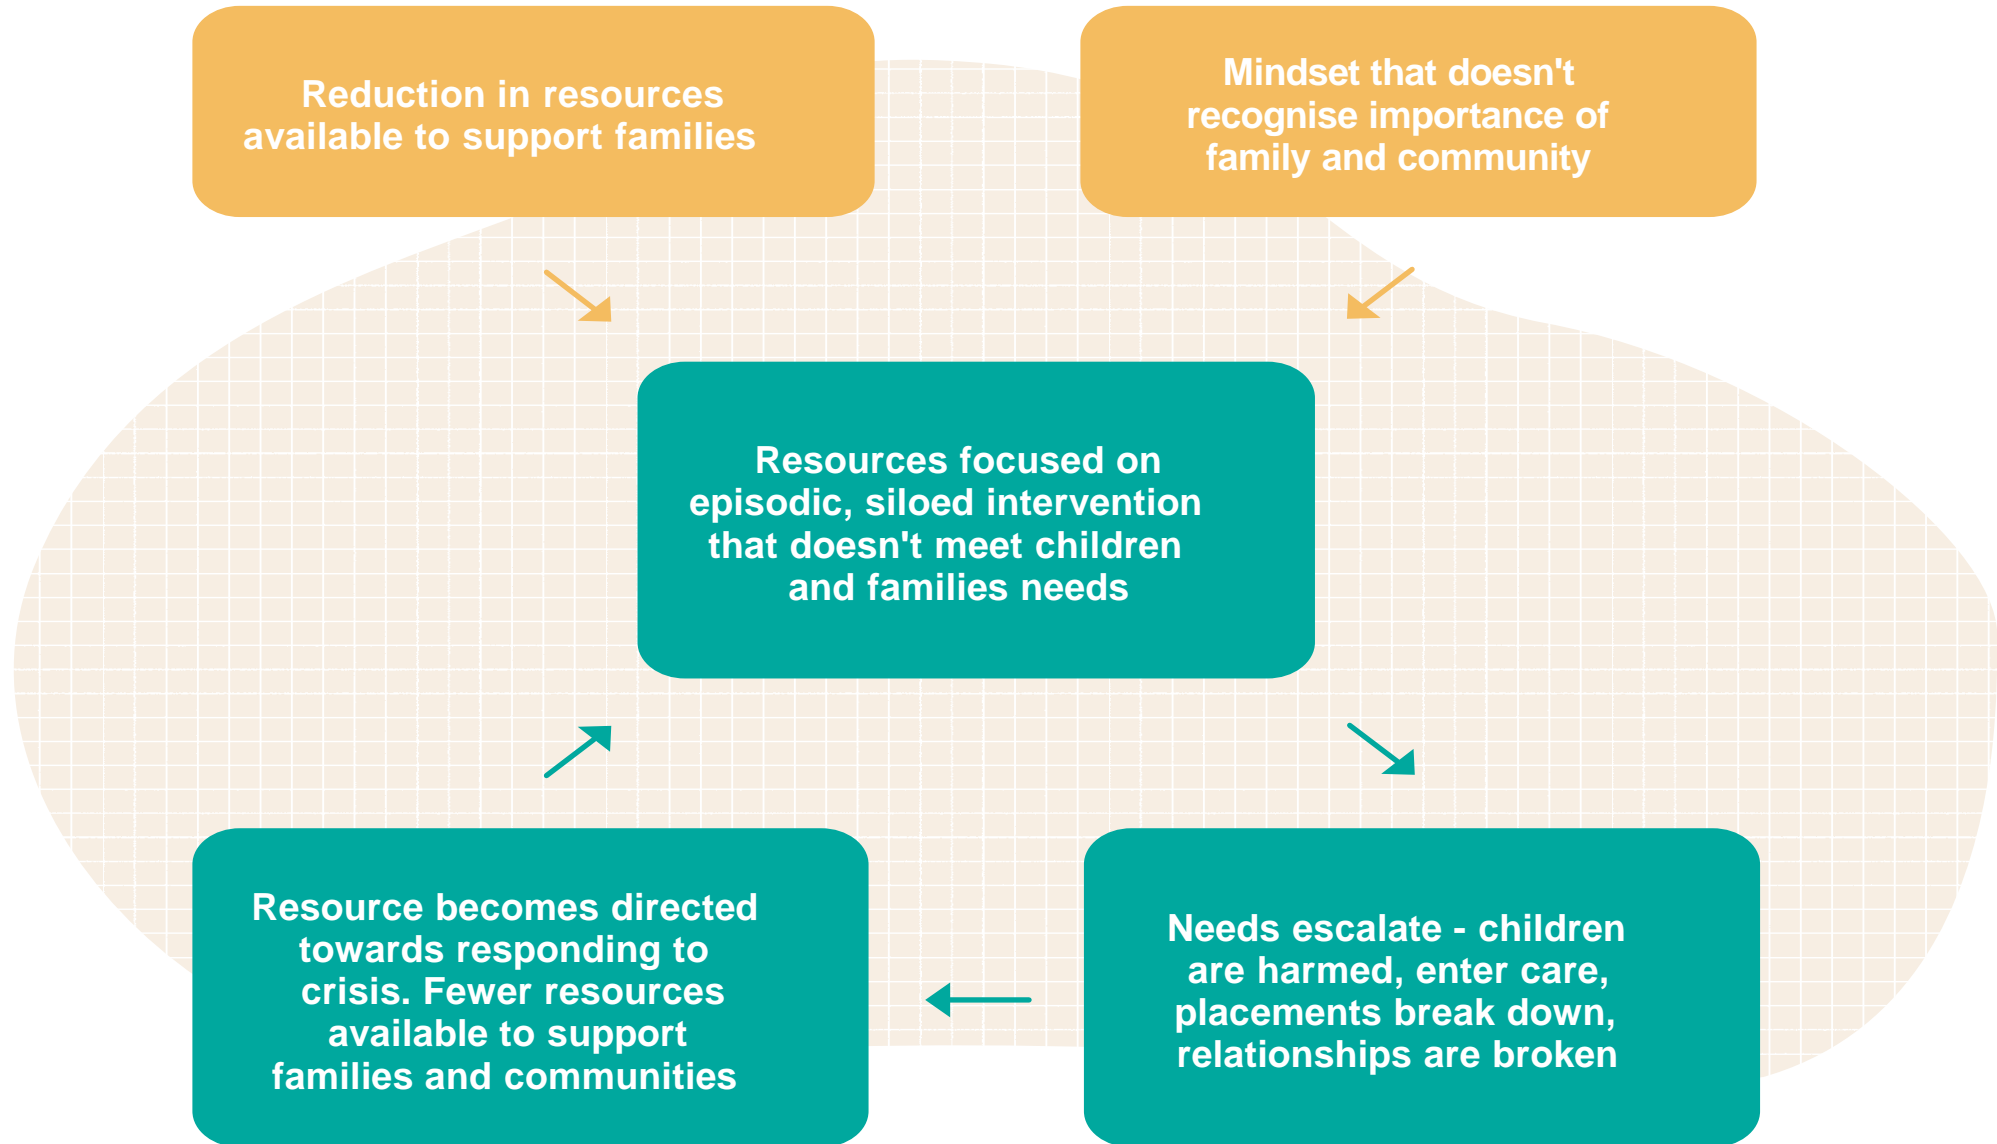 Reduction in resources
available to support families
Mindset that doesn't
recognise importance of
family and community
Resources focused on
episodic, siloed intervention
that doesn't meet children
and families needs
Resource becomes directed
towards responding to
crisis. Fewer resources
available to support
families and communities
Needs escalate - children
are harmed, enter care,
placements break down,
relationships are broken